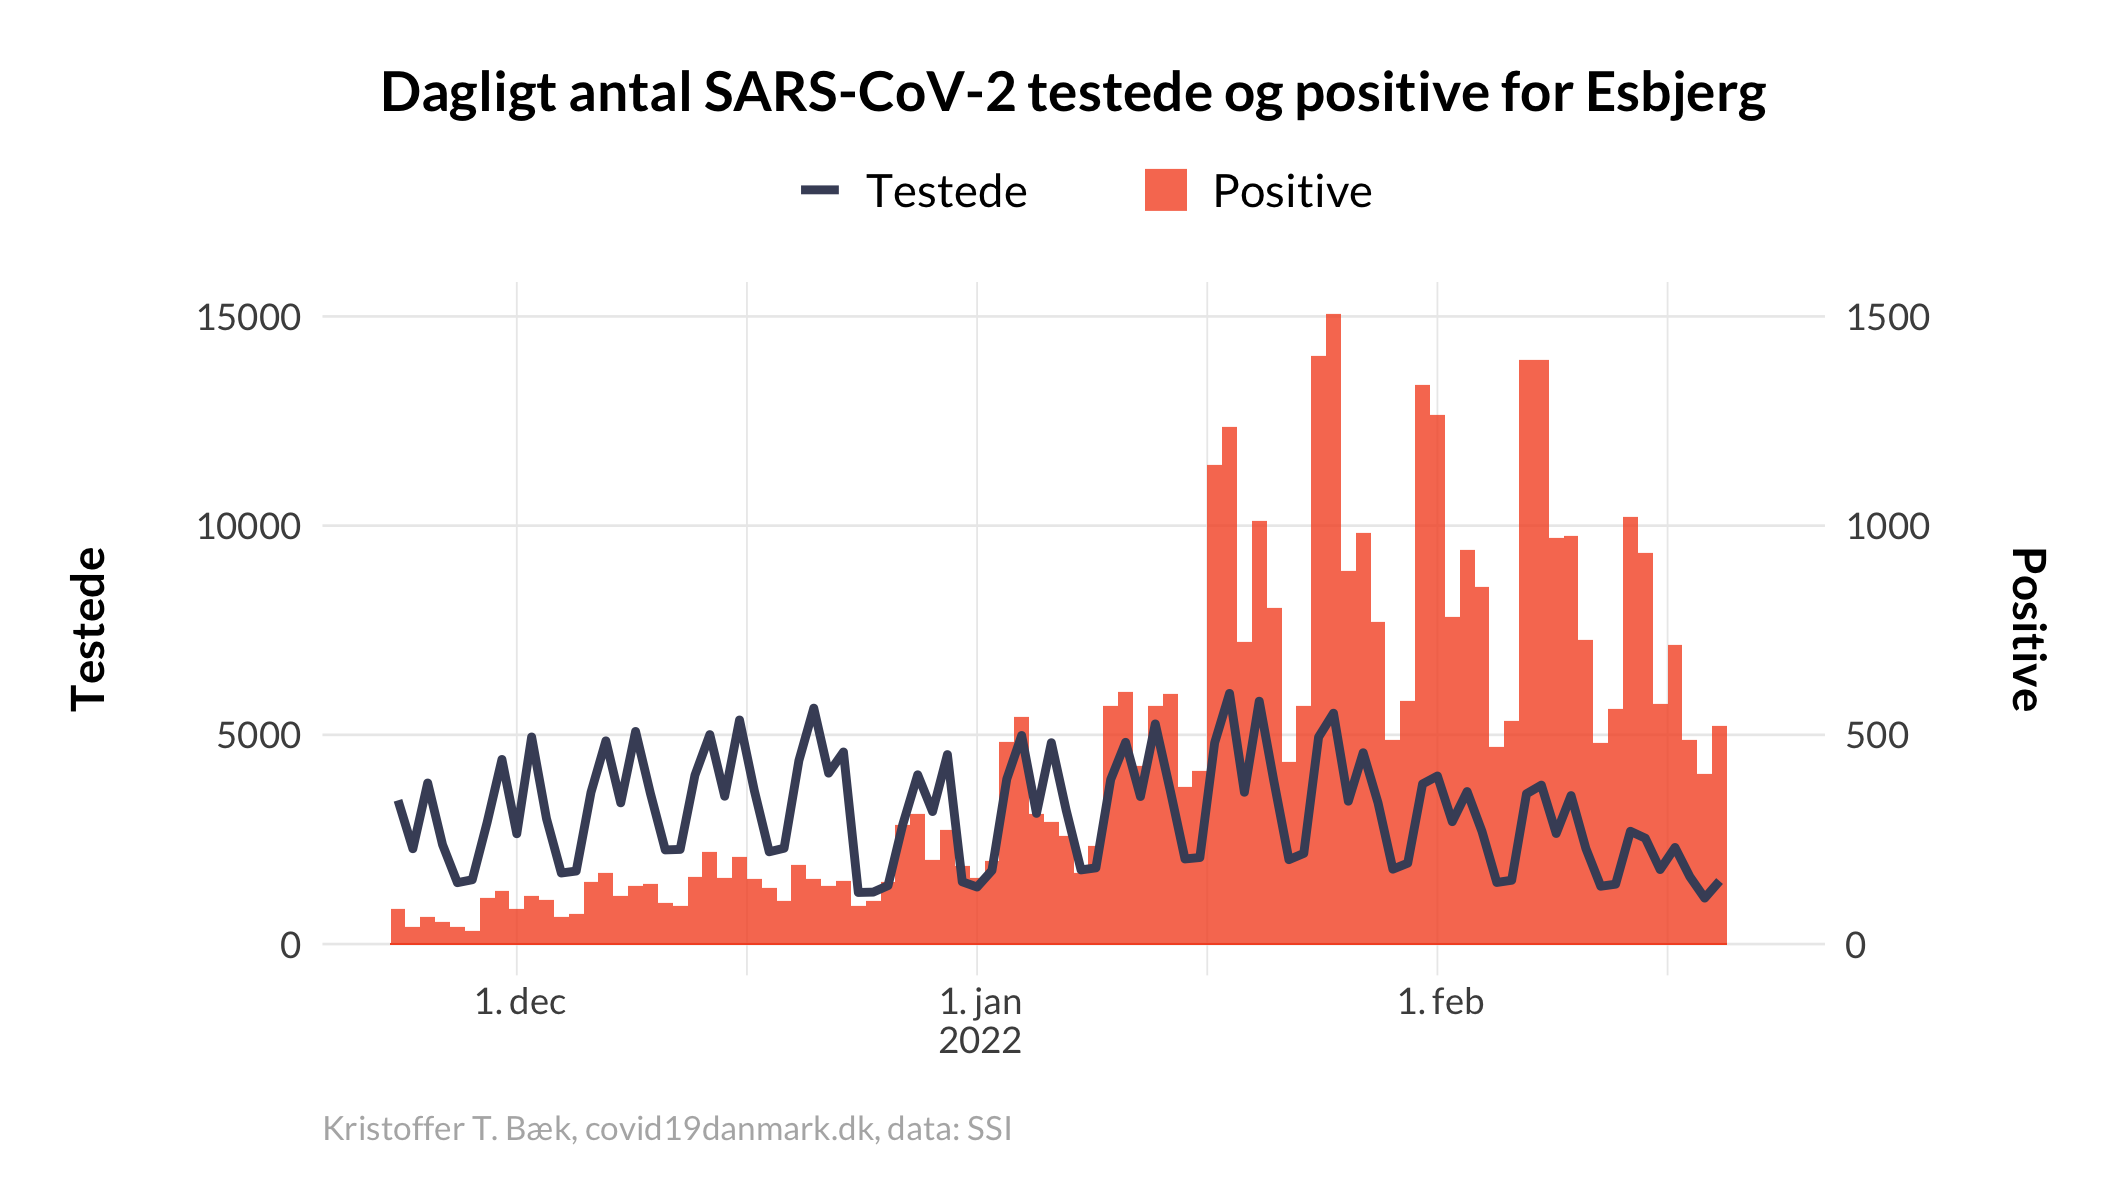 Dagligt antal SARS-CoV-2 testede og positive for Esbjerg
Testede
Positive
15000
10000
5000
0
Testede
1500
1000
500
0
Positive
1. dec
1. jan
2022
1. feb
Kristoffer T. Bæk, covid19danmark.dk, data: SSI